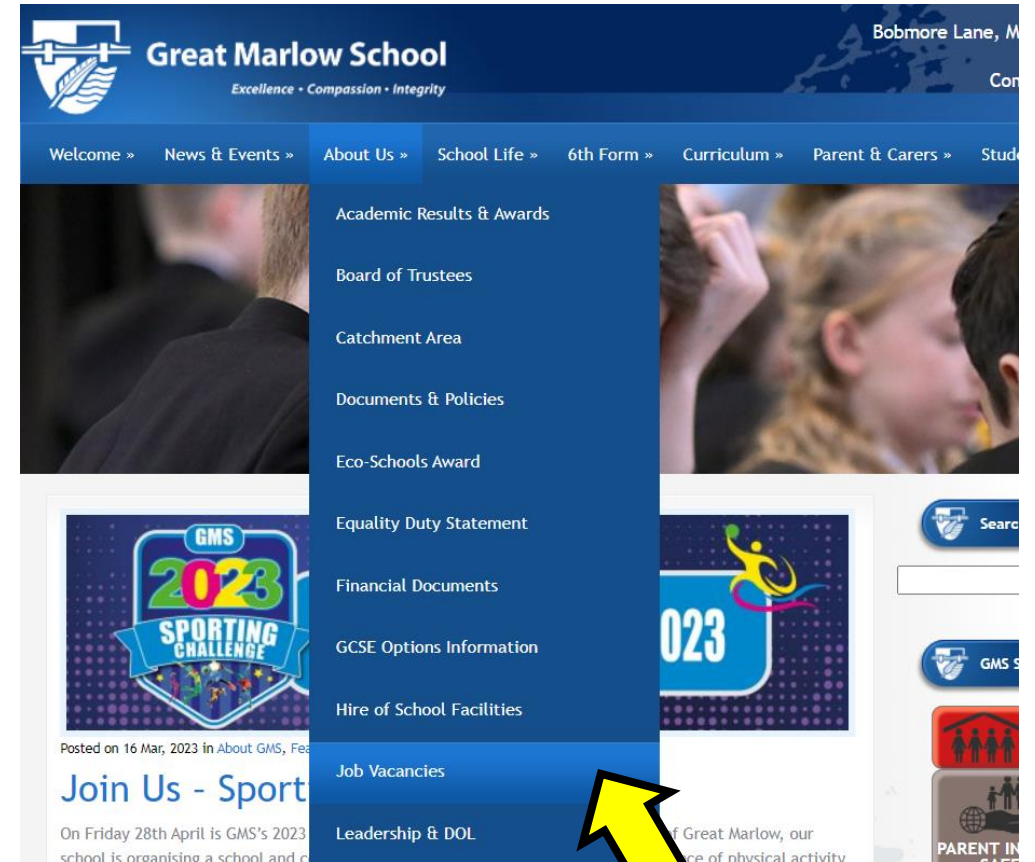 Bobmore Lane,
Great Marlow School
Excellence • Compassion • Integrity
Welcome » News & Events » About Us » School Life » 6th Form » Curriculum » Parent & Carers »
Academic Results & Awards
Board of Trustees
Catchment Area
Documents & Policies
Eco-Schools Award
Equality Duty Statement
Financial Documents
GCSE Options Information
Hire of School Facilities
Job Vacancies
Leadership & DOL
GMS
2023
SPORTING
CHALLENGE
023
Posted on 16 Mar, 2023 in About GMS,
Join Us - Sport
On Friday 28th April is GMS's 2023
of Great Marlow, our
school is organising a school and
of physical activity
Searc
GMS S
PARENT IN